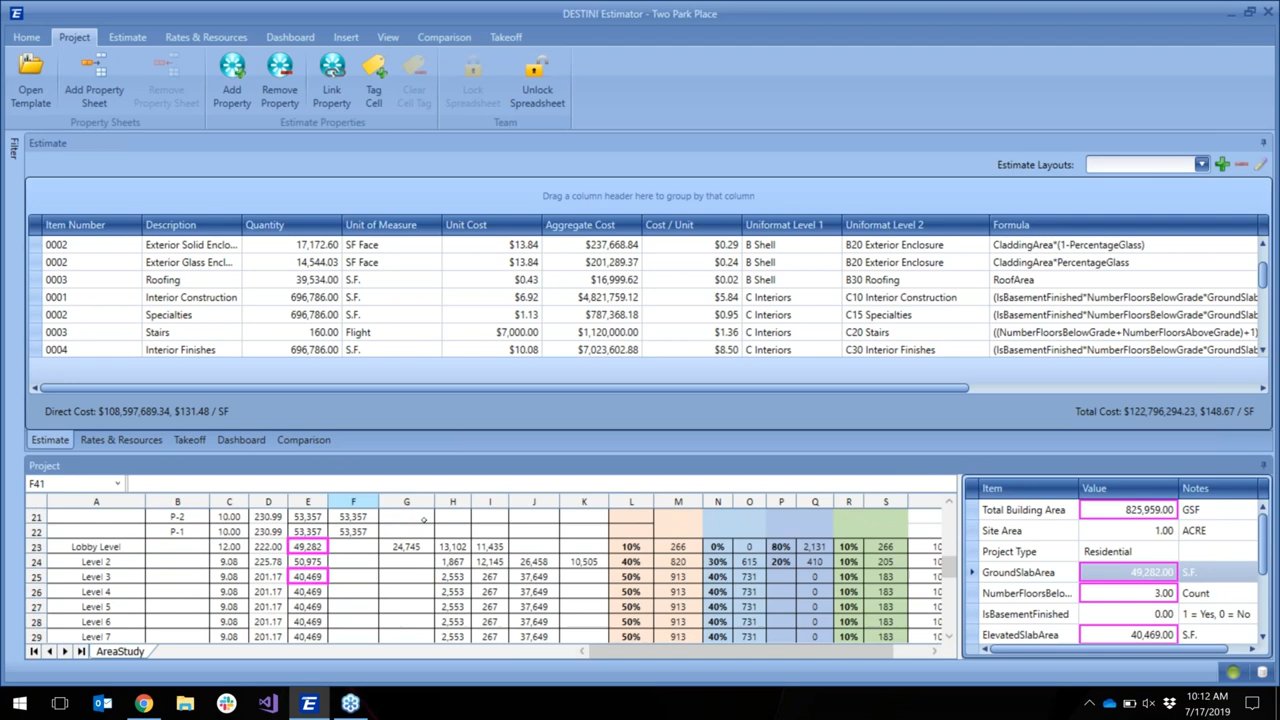 DESTINI Estimator - Two Park Place
Home Project Estimate Rates & Resources Dashboard Insert View Comparison Takeoff
Open Template
Add Property Sheet
Remove Property Sheet
Add Property
Remove Property
Link Property
Tag Cell
Clear Cell Tag
Lock Spreadsheet
Unlock Spreadsheet
Property Sheets Estimate Properties Team
Filter
Estimate
Estimate Layouts:
Drag a column header here to group by that column
Item Number Description Quantity Unit of Measure Unit Cost Aggregate Cost Cost / Unit Uniformat Level 1 Uniformat Level 2 Formula
0002 Exterior Solid Enclo... 17,172.60 SF Face $13.84 $237,668.84 $0.29 B Shell B20 Exterior Enclosure CladdingArea*(1-PercentageGlass)
0002 Exterior Glass Encl... 14,544.03 SF Face $13.84 $201,289.37 $0.24 B Shell B20 Exterior Enclosure CladdingArea*PercentageGlass
0003 Roofing 39,534.00 S.F. $0.43 $16,999.62 $0.02 B Shell B30 Roofing RoofArea
0001 Interior Construction 696,786.00 S.F. $6.92 $4,821,759.12 $5.84 C Interiors C10 Interior Construction (IsBasementFinished*NumberFloorsBelowGrade*GroundSlab
0002 Specialties 696,786.00 S.F. $1.13 $787,368.18 $0.95 C Interiors C15 Specialties (IsBasementFinished*NumberFloorsBelowGrade*GroundSlab
0003 Stairs 160.00 Flight $7,000.00 $1,120,000.00 $1.36 C Interiors C20 Stairs ((NumberFloorsBelowGrade+NumberFloorsAboveGrade)+1)
0004 Interior Finishes 696,786.00 S.F. $10.08 $7,023,602.88 $8.50 C Interiors C30 Interior Finishes (IsBasementFinished*NumberFloorsBelowGrade*GroundSlab
Direct Cost: $108,597,689.34, $131.48 / SF Total Cost: $122,796,294.23, $148.67 / SF
Estimate Rates & Resources Takeoff Dashboard Comparison
Project
F41
A B C D E F G H I J K L M N O P Q R S
21 P-2 10.00 230.99 53,357 53,357
22 P-1 10.00 230.99 53,357 53,357
23 Lobby Level 12.00 222.00 49,282 24,745 13,102 11,435 10% 266 0% 0 80% 2,131 10% 266 10
24 Level 2 9.08 225.78 50,975 1,867 12,145 26,458 10,505 40% 820 30% 615 20% 410 10% 205 10
25 Level 3 9.08 201.17 40,469 2,553 267 37,649 50% 913 40% 731 0 10% 183 10
26 Level 4 9.08 201.17 40,469 2,553 267 37,649 50% 913 40% 731 0 10% 183 10
27 Level 5 9.08 201.17 40,469 2,553 267 37,649 50% 913 40% 731 0 10% 183 10
28 Level 6 9.08 201.17 40,469 2,553 267 37,649 50% 913 40% 731 0 10% 183 10
29 Level 7 9.08 201.17 40,469 2,553 267 37,649 50% 913 40% 731 0 10% 183 10
AreaStudy
Item Value Notes
Total Building Area 825,959.00 GSF
Site Area 1.00 ACRE
Project Type Residential
GroundSlabArea 49,282.00 S.F.
NumberFloorsBelo... 3.00 Count
IsBasementFinished 0.00 1 = Yes, 0 = No
ElevatedSlabArea 40,469.00 S.F.
10:12 AM
7/17/2019